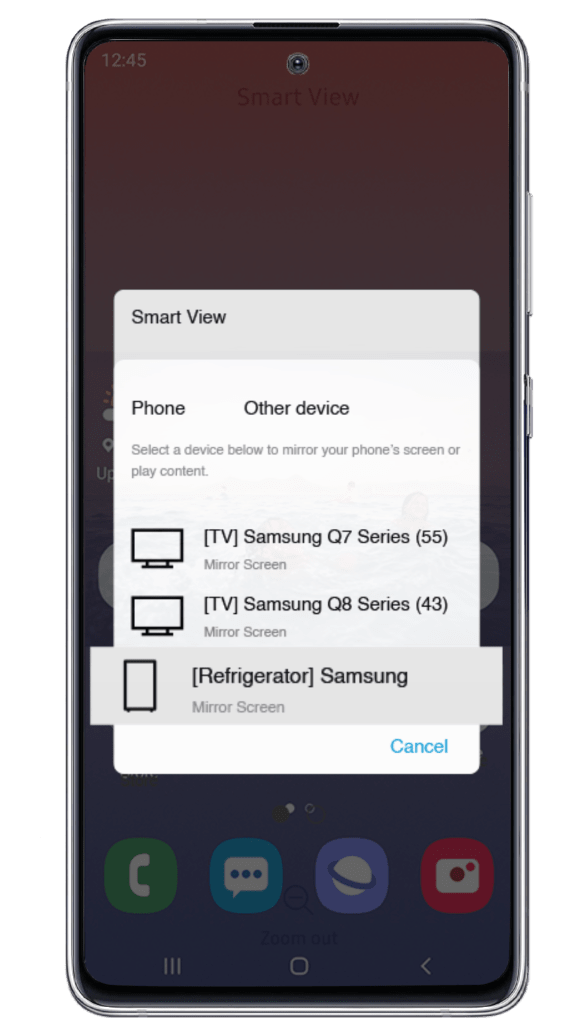 12:45
Smart View
Smart View
Phone Other device
Select a device below to mirror your phone's screen or
play content.
Up
[TV] Samsung Q7 Series (55)
Mirror Screen
[TV] Samsung Q8 Series (43)
Mirror Screen
[Refrigerator] Samsung
Mirror Screen
Cancel
Zoom out